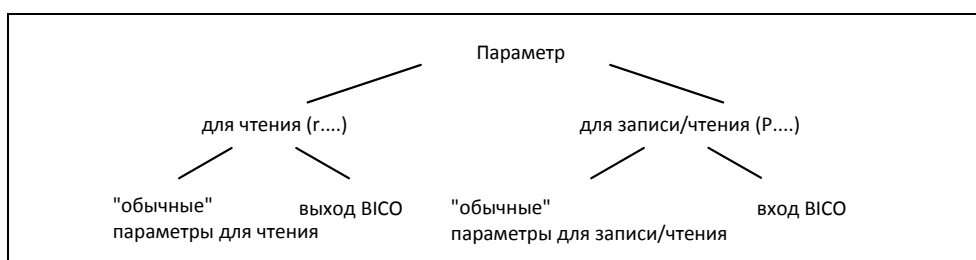 Параметр
для чтения (r....)
для записи/чтения (P....)
"обычные"
параметры для чтения
выход BICO
"обычные"
параметры для записи/чтения
вход BICO